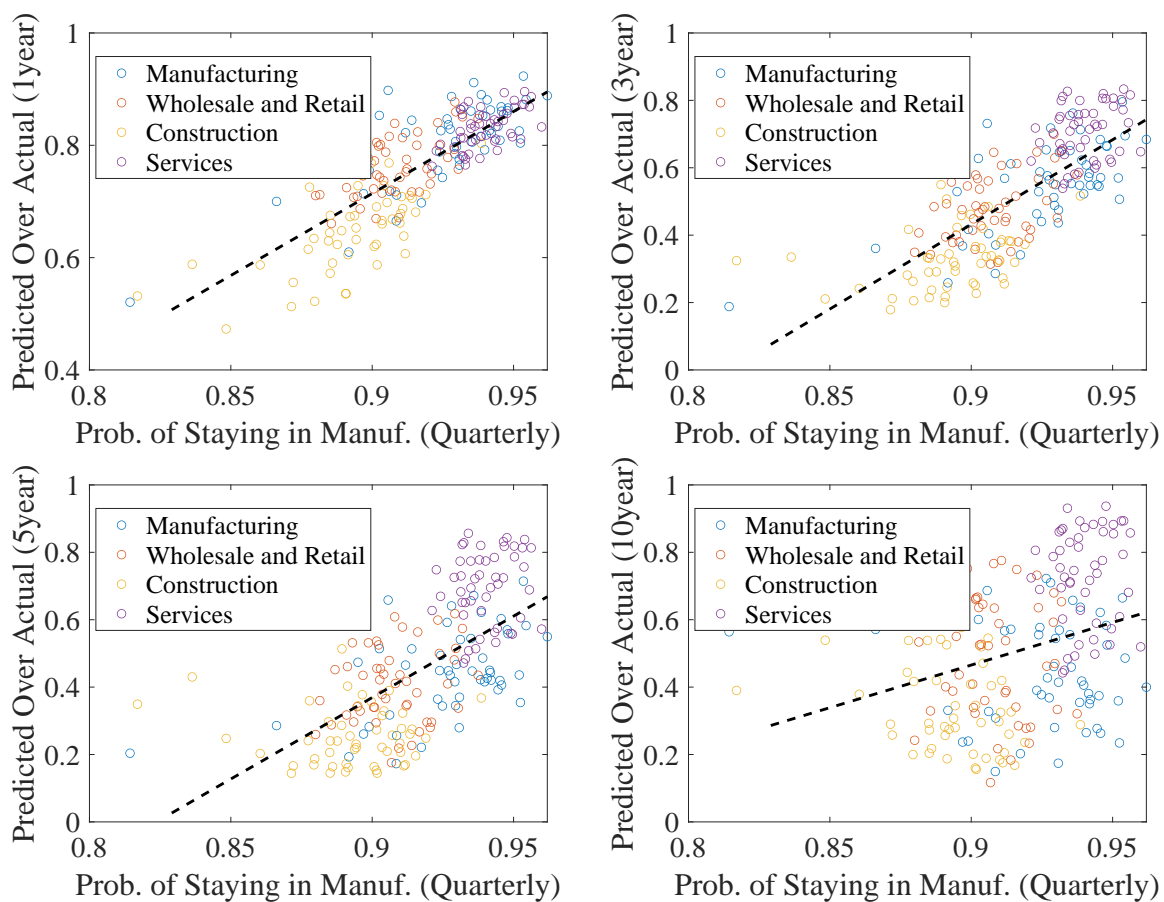 Predicted Over Actual (1year)
1
0.8
0.6
0.4
Manufacturing
Wholesale and Retail
Construction
Services
0.8
0.85
0.9
0.95
Prob. of Staying in Manuf. (Quarterly)
Predicted Over Actual (3year)
1
0.8
0.6
0.4
0.2
0
Manufacturing
Wholesale and Retail
Construction
Services
0.8
0.85
0.9
0.95
Prob. of Staying in Manuf. (Quarterly)
Predicted Over Actual (5year)
1
0.8
0.6
0.4
0.2
0
Manufacturing
Wholesale and Retail
Construction
Services
0.8
0.85
0.9
0.95
Prob. of Staying in Manuf. (Quarterly)
Predicted Over Actual (10year)
1
0.8
0.6
0.4
0.2
0
Manufacturing
Wholesale and Retail
Construction
Services
0.8
0.85
0.9
0.95
Prob. of Staying in Manuf. (Quarterly)